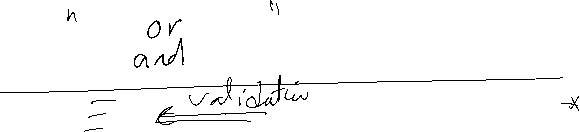 "      "
or
and
validation